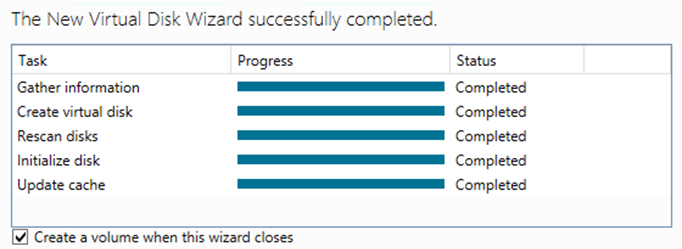 The New Virtual Disk Wizard successfully completed.
Task Progress Status
Gather information Completed
Create virtual disk Completed
Rescan disks Completed
Initialize disk Completed
Update cache Completed
Create a volume when this wizard closes